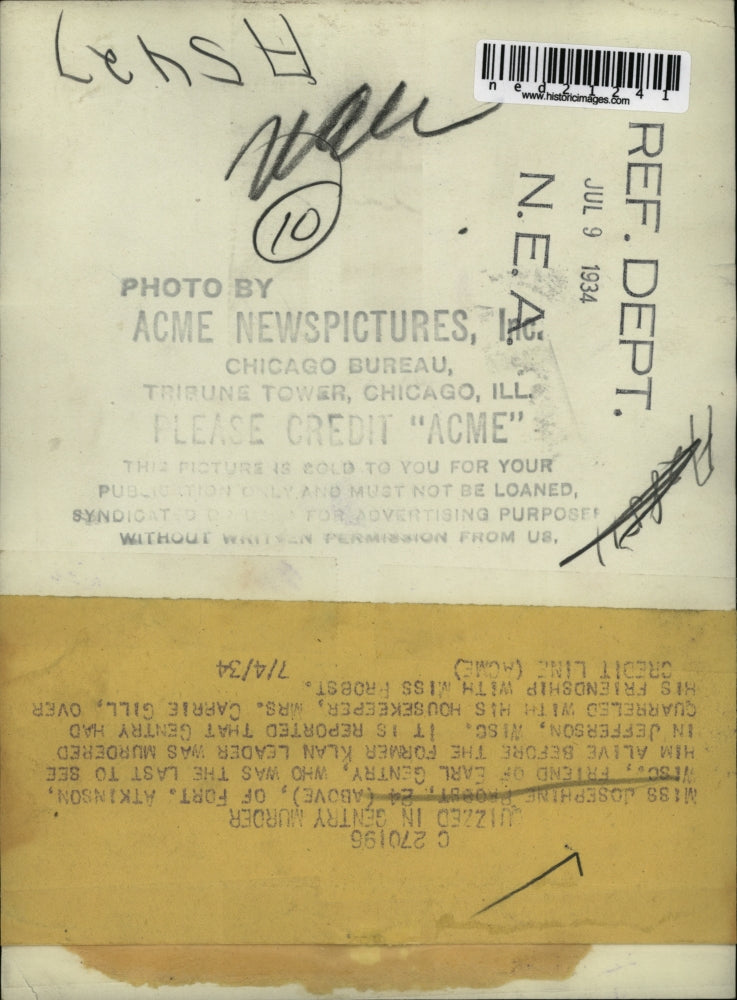 A5427
ned21241
www.historicimages.com
10
REF. DEPT.
JUL 9 1934
N.E.A.
PHOTO BY
ACME NEWSPICTURES, Inc.
CHICAGO BUREAU,
TRIBUNE TOWER, CHICAGO, ILL.
PLEASE CREDIT "ACME"
THIS PICTURE IS SOLD TO YOU FOR YOUR
PUBLICATION ONLY AND MUST NOT BE LOANED,
SYNDICATED FOR ADVERTISING PURPOSES
WITHOUT WRITTEN PERMISSION FROM US.
C 270196
QUIZZED IN GENTRY MURDER
MISS JOSEPHINE PROBST, 24 (ABOVE), OF FORT. ATKINSON,
WISC., FRIEND OF EARL GENTRY, WHO WAS THE LAST TO SEE
HIM ALIVE BEFORE THE FORMER KLAN LEADER WAS MURDERED
IN JEFFERSON, WISC. IT IS REPORTED THAT GENTRY HAD
QUARRELED WITH HIS HOUSEKEEPER, MRS. CARRIE GILL, OVER
HIS FRIENDSHIP WITH MISS PROBST.
CREDIT LINE (ACME) 7/4/34